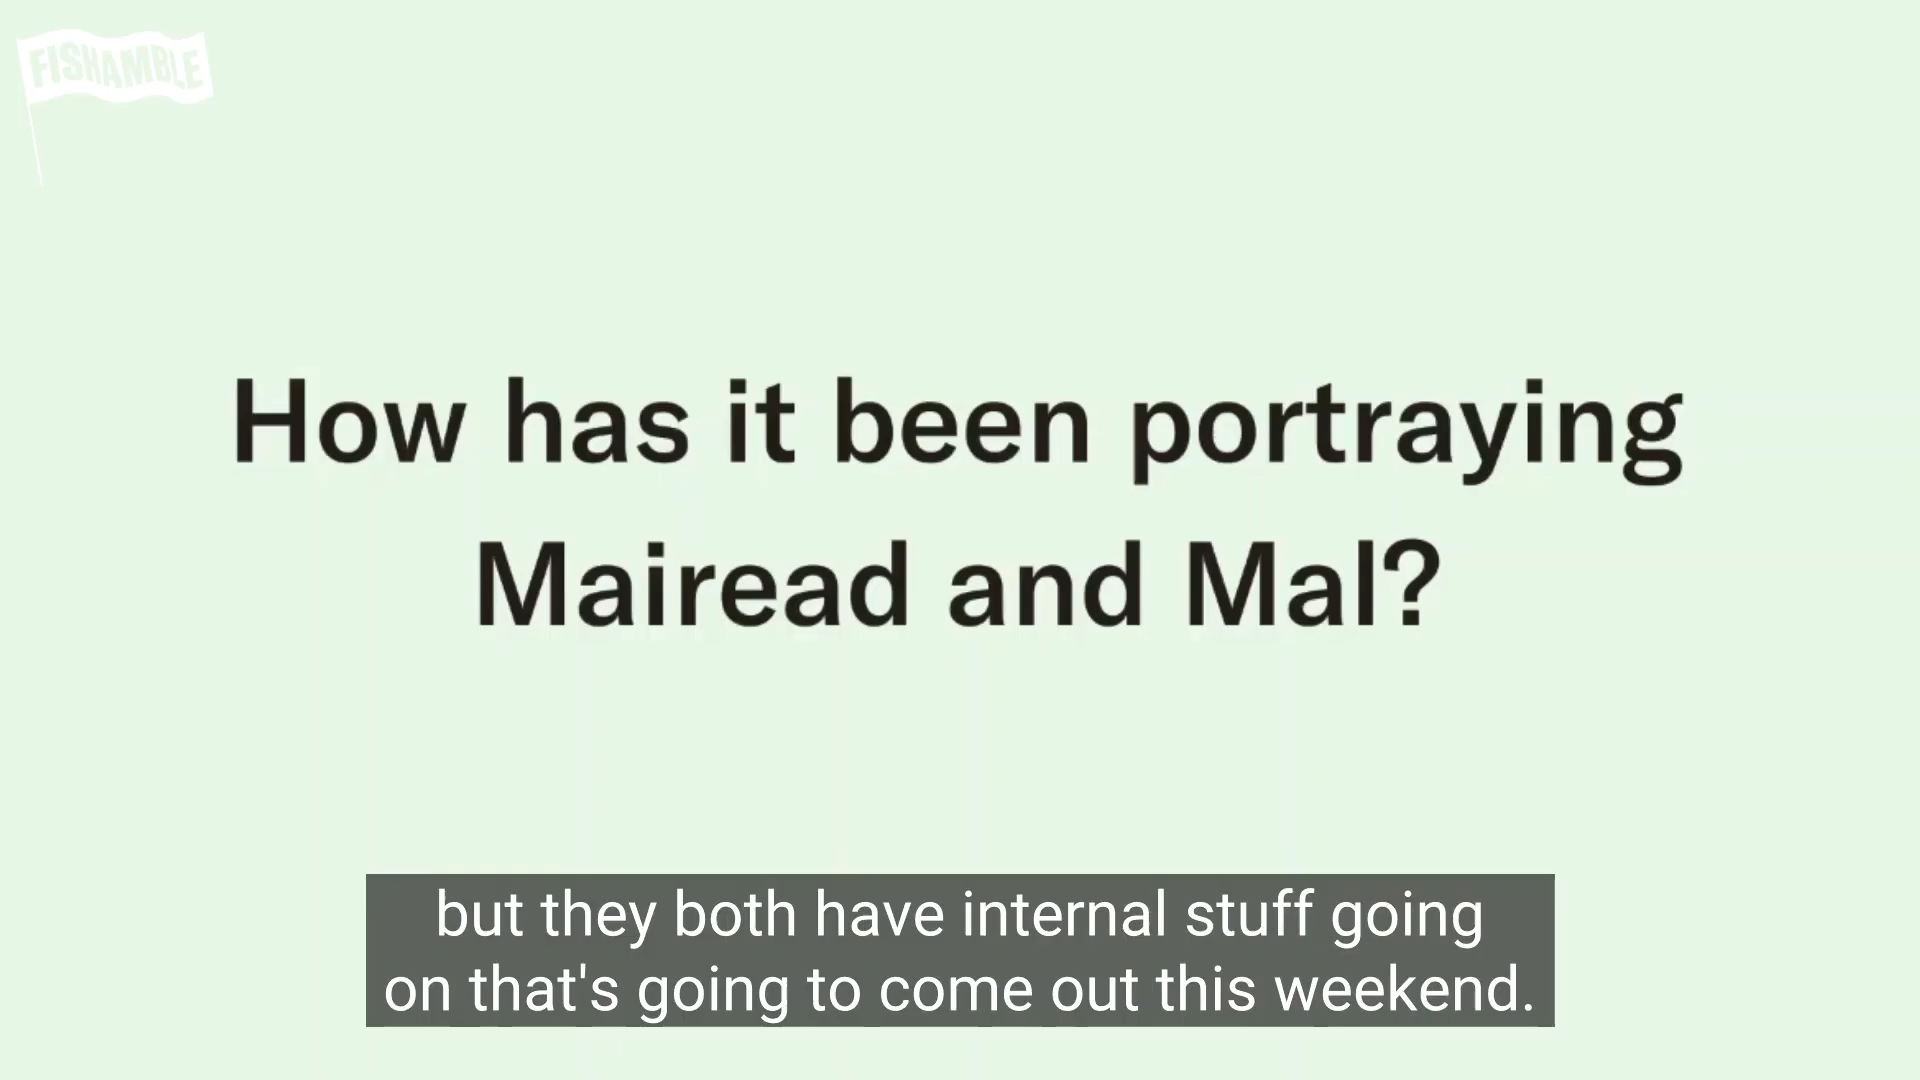 FISHAMBLE
How has it been portraying
Mairead and Mal?
but they both have internal stuff going
on that's going to come out this weekend.